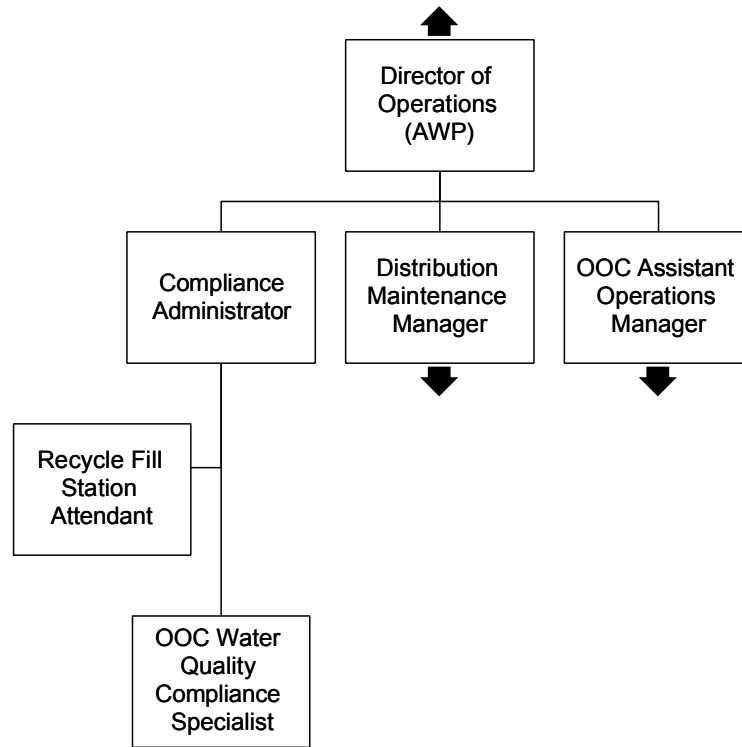 Director of
Operations
(AWP)
Compliance
Administrator
Distribution
Maintenance
Manager
OOC Assistant
Operations
Manager
Recycle Fill
Station
Attendant
OOC Water
Quality
Compliance
Specialist